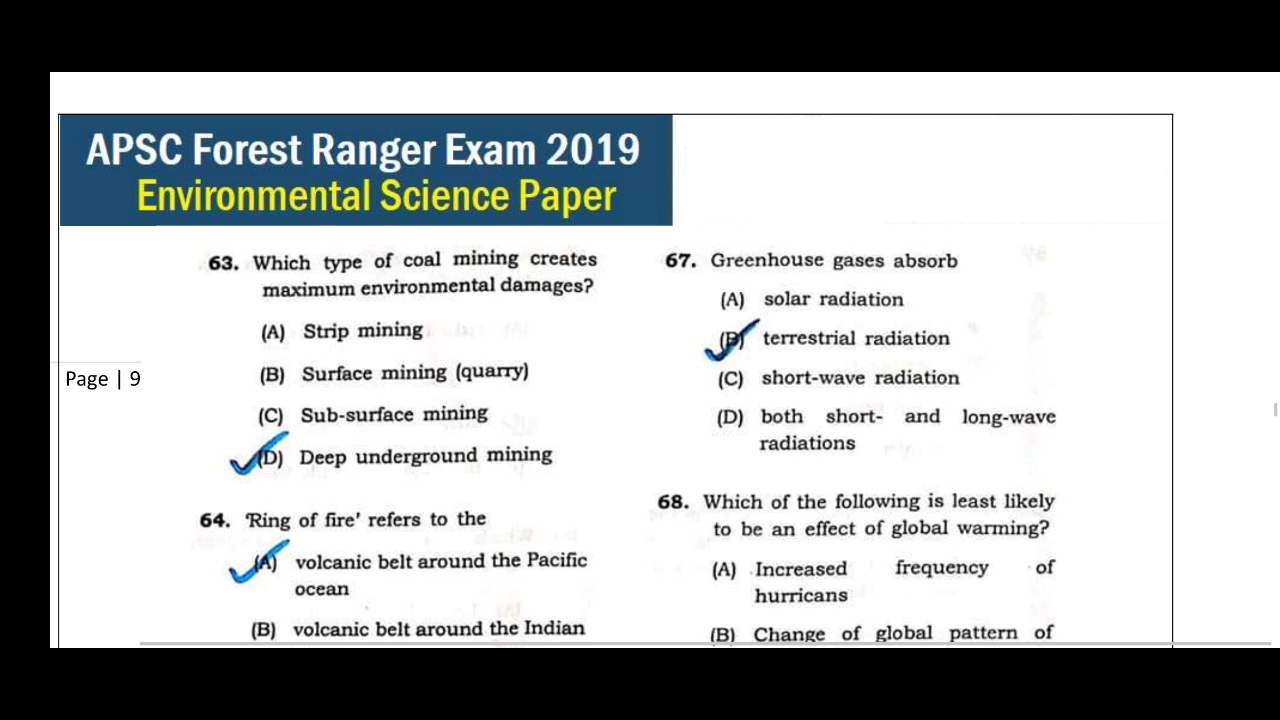 APSC Forest Ranger Exam 2019
Environmental Science Paper
63. Which type of coal mining creates
maximum environmental damages?
(A) Strip mining
(B) Surface mining (quarry)
(C) Sub-surface mining
(D) Deep underground mining
64. 'Ring of fire' refers to the
(A) volcanic belt around the Pacific
ocean
(B) volcanic belt around the Indian
Page | 9
67. Greenhouse gases absorb
(A) solar radiation
(B) terrestrial radiation
(C) short-wave radiation
(D) both short- and long-wave
radiations
68. Which of the following is least likely
to be an effect of global warming?
(A) Increased frequency of
hurricans
(B) Change of global pattern of